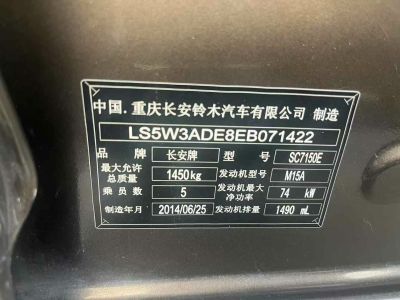 中国.重庆长安铃木汽车有限公司 制造
LS5W3ADE8EB071422
品牌 长安牌 型号 SC7150E
最大允许总质量 1450kg 发动机型号 M15A
乘员数 5 发动机最大净功率 74 kW
制造年月 2014/06/25 发动机排量 1490 mL